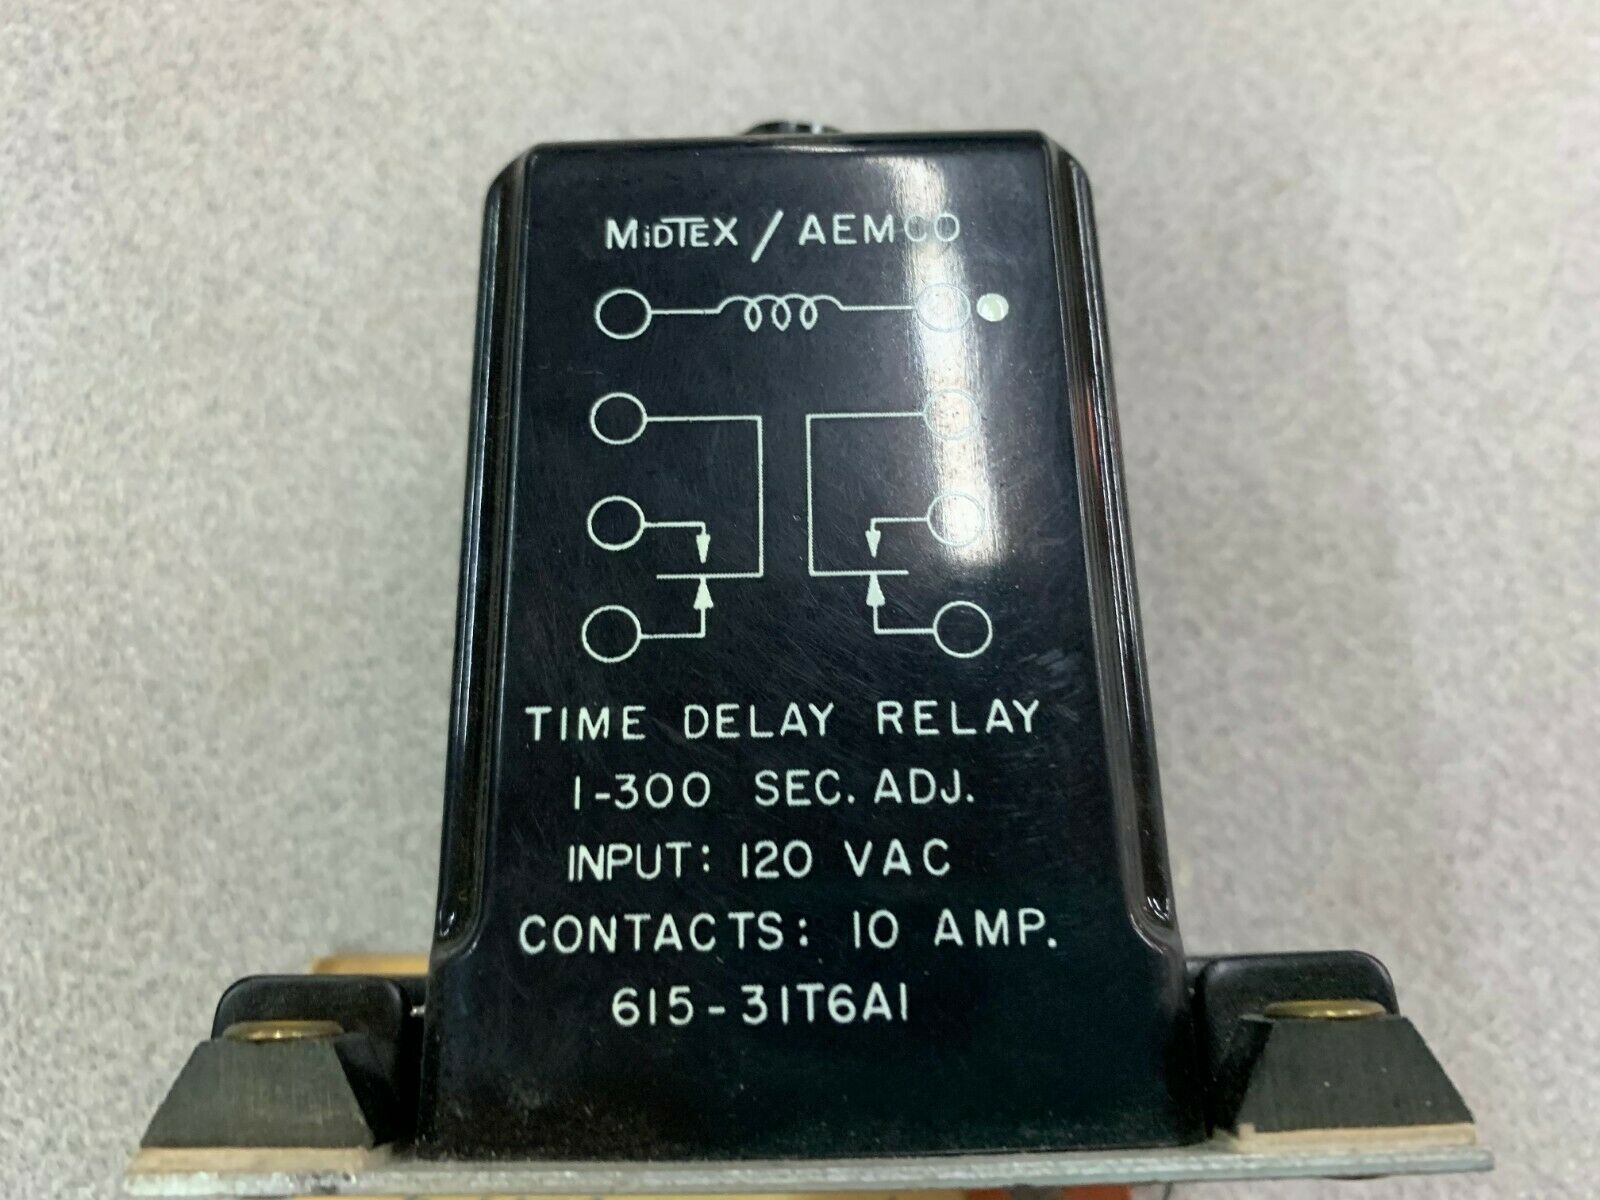 MIDTEX / AEMCO
TIME DELAY RELAY
1-300 SEC. ADJ.
INPUT: 120 VAC
CONTACTS: 10 AMP.
615-31T6A1